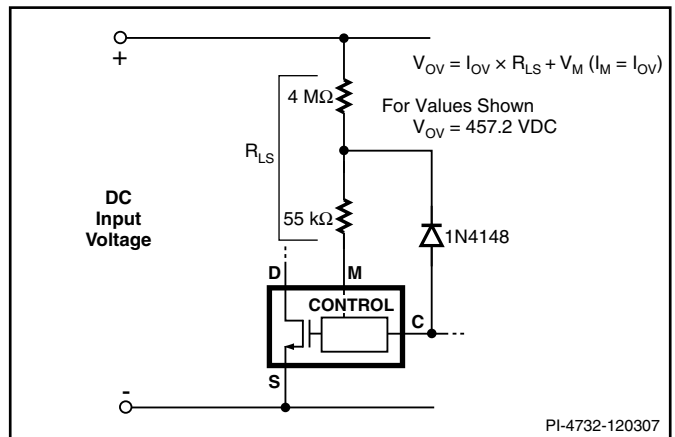 +
V_OV = I_OV × R_LS + V_M (I_M = I_OV)
4 MΩ
For Values Shown
V_OV = 457.2 VDC
R_LS
DC
Input
Voltage
55 kΩ
1N4148
D
M
CONTROL
C
S
-
PI-4732-120307